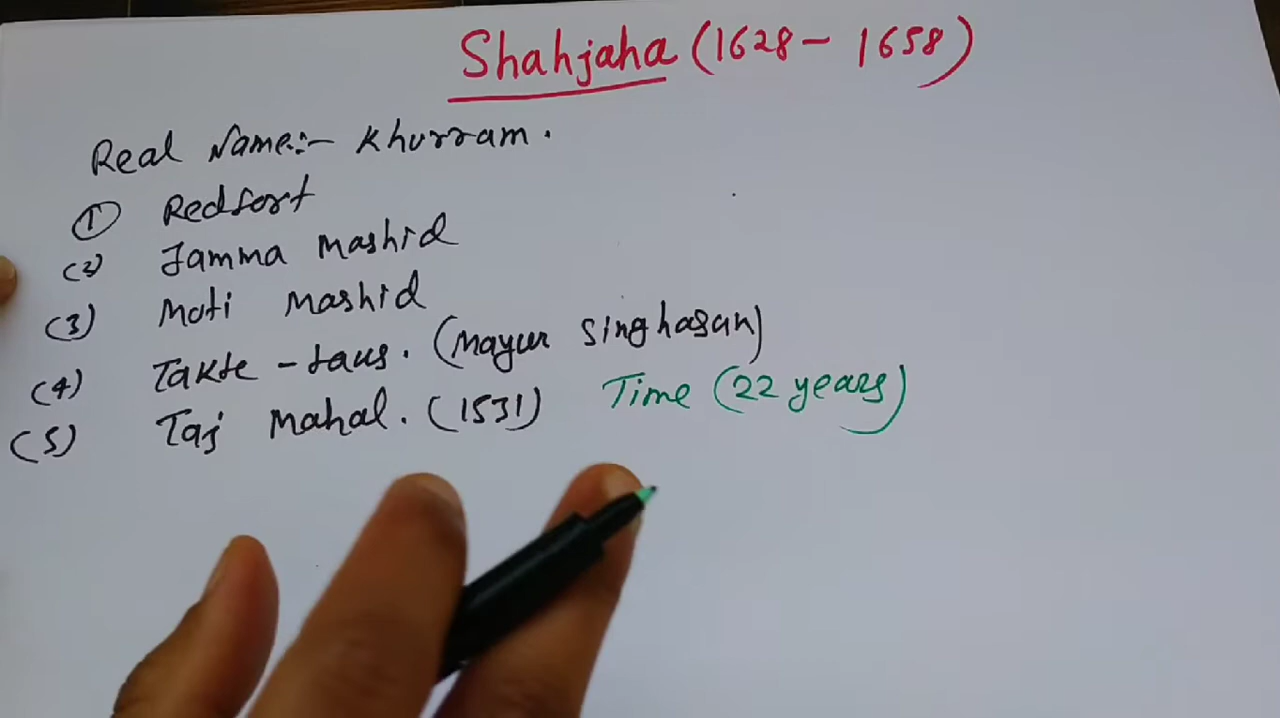 Shahjaha (1628 - 1658)
Real Name:- Khurram.
① Redfort
(2) Jamma Mashid
(3) Moti Mashid
(4) Takte - taus. (Mayur Singhasan)
(5) Taj Mahal. (1531) Time (22 years)